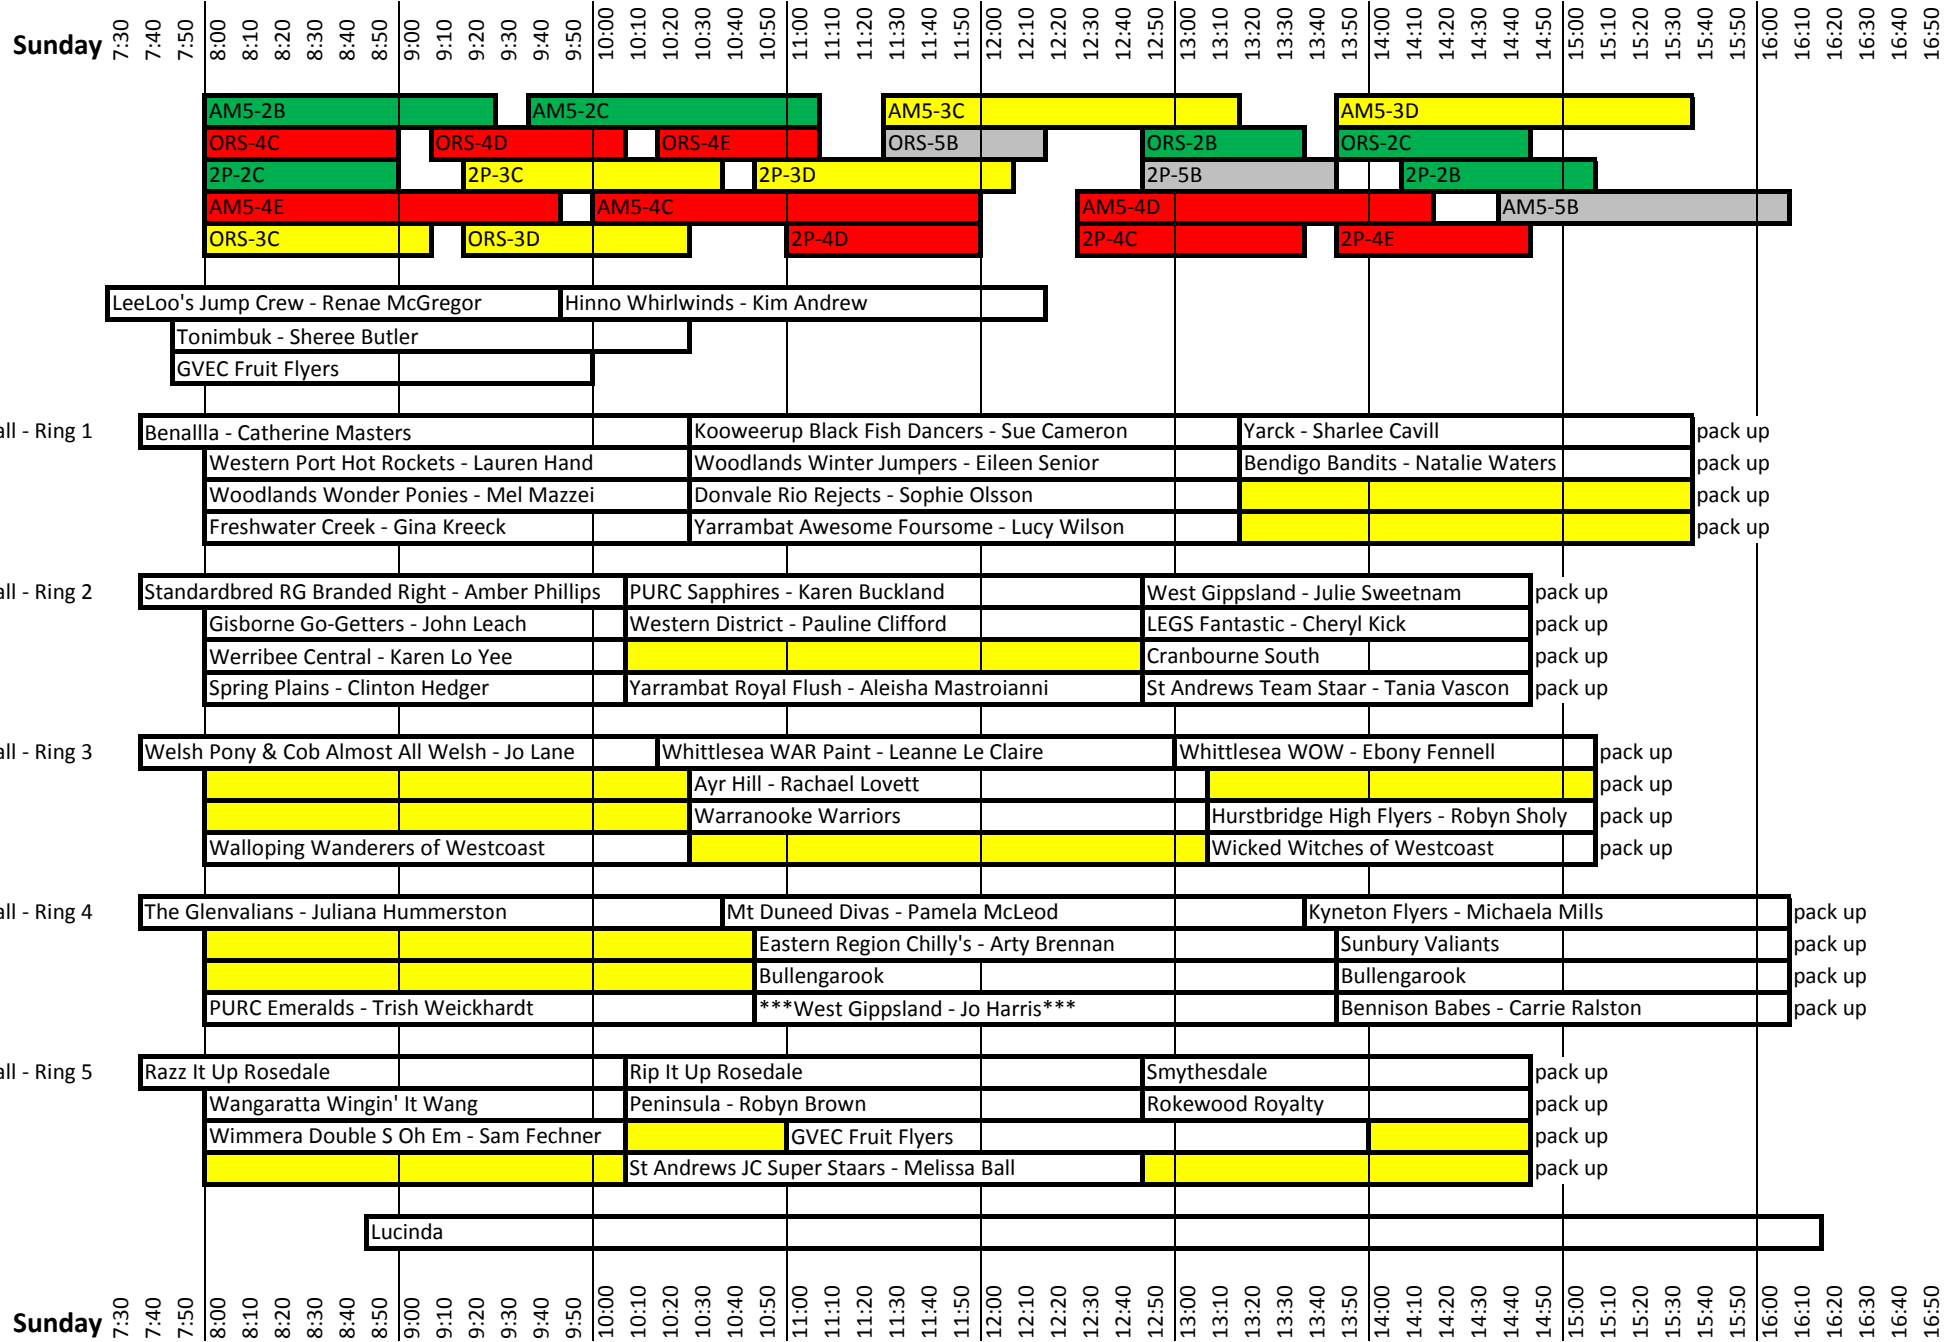 Sunday 7:30 7:40 7:50 8:00 8:10 8:20 8:30 8:40 8:50 9:00 9:10 9:20 9:30 9:40 9:50 10:00 10:10 10:20 10:30 10:40 10:50 11:00 11:10 11:20 11:30 11:40 11:50 12:00 12:10 12:20 12:30 12:40 12:50 13:00 13:10 13:20 13:30 13:40 13:50 14:00 14:10 14:20 14:30 14:40 14:50 15:00 15:10 15:20 15:30 15:40 15:50 16:00 16:10 16:20 16:30 16:40 16:50
AM5-2B AM5-2C AM5-3C AM5-3D
ORS-4C ORS-4D ORS-4E ORS-5B ORS-2B ORS-2C
2P-2C 2P-3C 2P-3D 2P-5B 2P-2B
AM5-4E AM5-4C AM5-4D AM5-5B
ORS-3C ORS-3D 2P-4D 2P-4C 2P-4E
LeeLoo's Jump Crew - Renae McGregor Hinno Whirlwinds - Kim Andrew
Tonimbuk - Sheree Butler
GVEC Fruit Flyers
all - Ring 1 Benallla - Catherine Masters Kooweerup Black Fish Dancers - Sue Cameron Yarck - Sharlee Cavill pack up
Western Port Hot Rockets - Lauren Hand Woodlands Winter Jumpers - Eileen Senior Bendigo Bandits - Natalie Waters pack up
Woodlands Wonder Ponies - Mel Mazzei Donvale Rio Rejects - Sophie Olsson pack up
Freshwater Creek - Gina Kreeck Yarrambat Awesome Foursome - Lucy Wilson pack up
all - Ring 2 Standardbred RG Branded Right - Amber Phillips PURC Sapphires - Karen Buckland West Gippsland - Julie Sweetnam pack up
Gisborne Go-Getters - John Leach Western District - Pauline Clifford LEGS Fantastic - Cheryl Kick pack up
Werribee Central - Karen Lo Yee Cranbourne South pack up
Spring Plains - Clinton Hedger Yarrambat Royal Flush - Aleisha Mastroianni St Andrews Team Staar - Tania Vascon pack up
all - Ring 3 Welsh Pony & Cob Almost All Welsh - Jo Lane Whittlesea WAR Paint - Leanne Le Claire Whittlesea WOW - Ebony Fennell pack up
Ayr Hill - Rachael Lovett pack up
Warranooke Warriors Hurstbridge High Flyers - Robyn Sholy pack up
Walloping Wanderers of Westcoast Wicked Witches of Westcoast pack up
all - Ring 4 The Glenvalians - Juliana Hummerston Mt Duneed Divas - Pamela McLeod Kyneton Flyers - Michaela Mills pack up
Eastern Region Chilly's - Arty Brennan Sunbury Valiants pack up
Bullengarook Bullengarook pack up
PURC Emeralds - Trish Weickhardt ***West Gippsland - Jo Harris*** Bennison Babes - Carrie Ralston pack up
all - Ring 5 Razz It Up Rosedale Rip It Up Rosedale Smythesdale pack up
Wangaratta Wingin' It Wang Peninsula - Robyn Brown Rokewood Royalty pack up
Wimmera Double S Oh Em - Sam Fechner GVEC Fruit Flyers pack up
St Andrews JC Super Staars - Melissa Ball pack up
Lucinda
Sunday 7:30 7:40 7:50 8:00 8:10 8:20 8:30 8:40 8:50 9:00 9:10 9:20 9:30 9:40 9:50 10:00 10:10 10:20 10:30 10:40 10:50 11:00 11:10 11:20 11:30 11:40 11:50 12:00 12:10 12:20 12:30 12:40 12:50 13:00 13:10 13:20 13:30 13:40 13:50 14:00 14:10 14:20 14:30 14:40 14:50 15:00 15:10 15:20 15:30 15:40 15:50 16:00 16:10 16:20 16:30 16:40 16:50